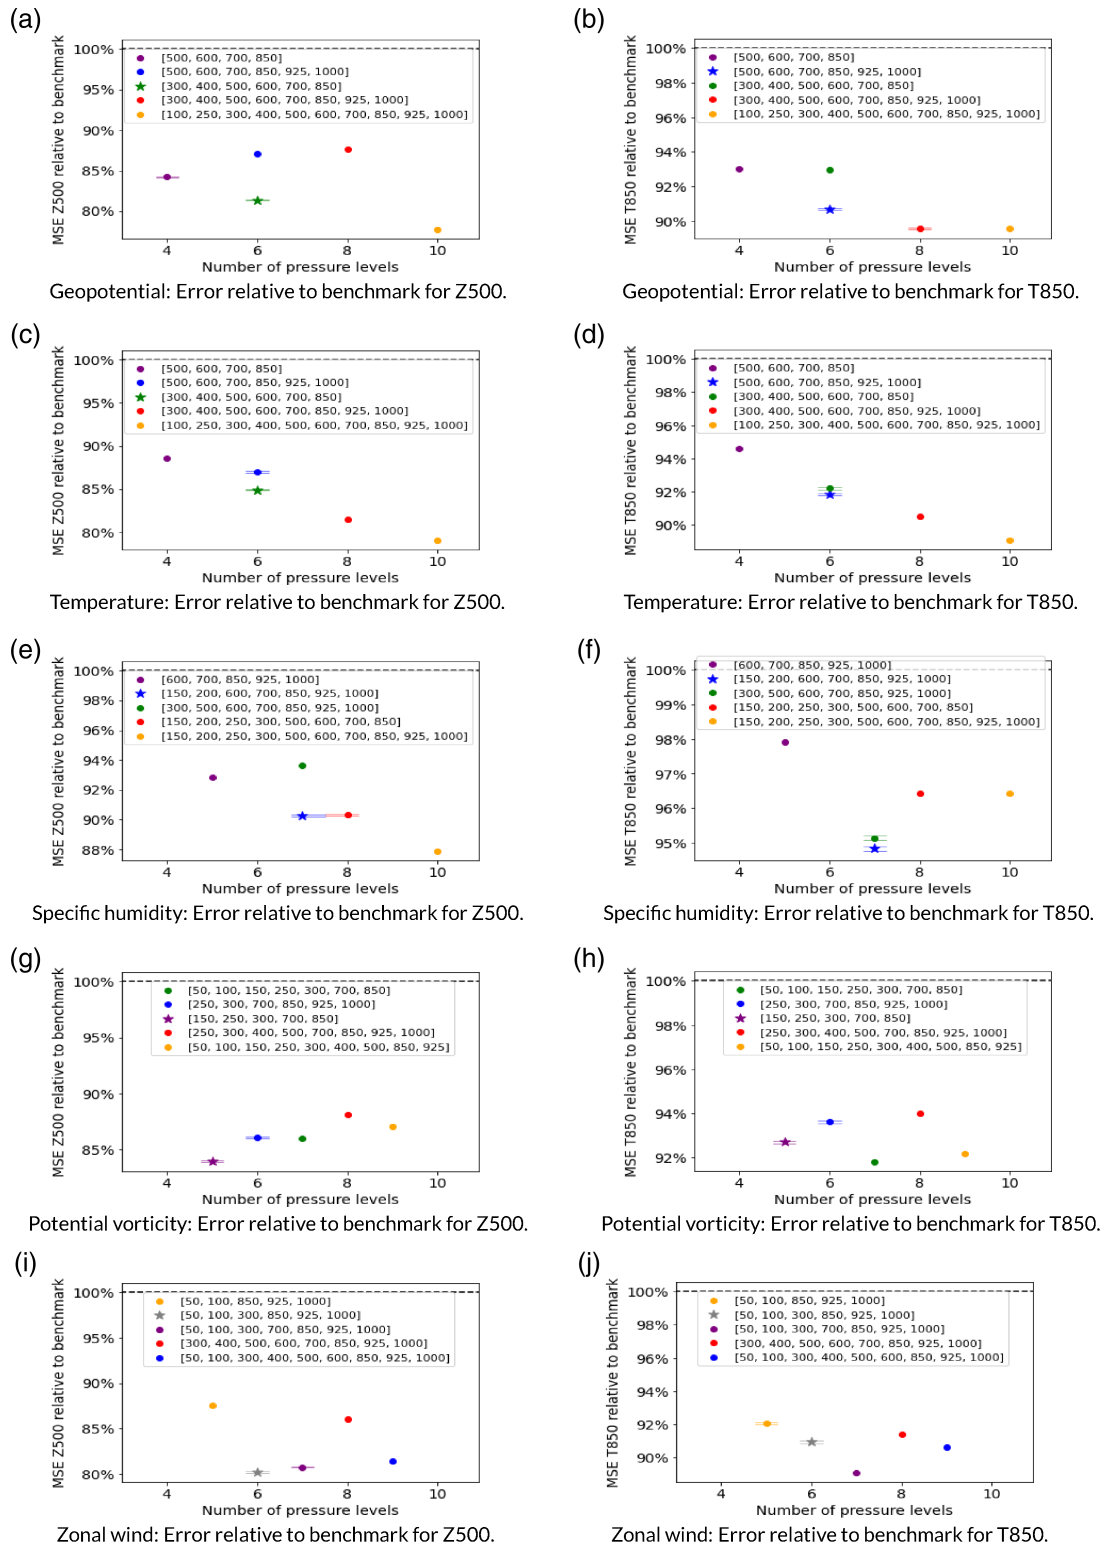 (a)
MSE Z500 relative to benchmark
100%
95%
90%
85%
80%
[500, 600, 700, 850]
[500, 600, 700, 850, 925, 1000]
[300, 400, 500, 600, 700, 850]
[300, 400, 500, 600, 700, 850, 925, 1000]
[100, 250, 300, 400, 500, 600, 700, 850, 925, 1000]
4 6 8 10
Number of pressure levels
Geopotential: Error relative to benchmark for Z500.
(b)
MSE T850 relative to benchmark
100%
98%
96%
94%
92%
90%
[500, 600, 700, 850]
[500, 600, 700, 850, 925, 1000]
[300, 400, 500, 600, 700, 850]
[300, 400, 500, 600, 700, 850, 925, 1000]
[100, 250, 300, 400, 500, 600, 700, 850, 925, 1000]
4 6 8 10
Number of pressure levels
Geopotential: Error relative to benchmark for T850.
(c)
MSE Z500 relative to benchmark
100%
95%
90%
85%
80%
[500, 600, 700, 850]
[500, 600, 700, 850, 925, 1000]
[300, 400, 500, 600, 700, 850]
[300, 400, 500, 600, 700, 850, 925, 1000]
[100, 250, 300, 400, 500, 600, 700, 850, 925, 1000]
4 6 8 10
Number of pressure levels
Temperature: Error relative to benchmark for Z500.
(d)
MSE T850 relative to benchmark
100%
98%
96%
94%
92%
90%
[500, 600, 700, 850]
[500, 600, 700, 850, 925, 1000]
[300, 400, 500, 600, 700, 850]
[300, 400, 500, 600, 700, 850, 925, 1000]
[100, 250, 300, 400, 500, 600, 700, 850, 925, 1000]
4 6 8 10
Number of pressure levels
Temperature: Error relative to benchmark for T850.
(e)
MSE Z500 relative to benchmark
100%
98%
96%
94%
92%
90%
88%
[600, 700, 850, 925, 1000]
[150, 200, 600, 700, 850, 925, 1000]
[300, 500, 600, 700, 850, 925, 1000]
[150, 200, 250, 300, 500, 600, 700, 850]
[150, 200, 250, 300, 500, 600, 700, 850, 925, 1000]
4 6 8 10
Number of pressure levels
Specific humidity: Error relative to benchmark for Z500.
(f)
MSE T850 relative to benchmark
100%
99%
98%
97%
96%
95%
[600, 700, 850, 925, 1000]
[150, 200, 600, 700, 850, 925, 1000]
[300, 500, 600, 700, 850, 925, 1000]
[150, 200, 250, 300, 500, 600, 700, 850]
[150, 200, 250, 300, 500, 600, 700, 850, 925, 1000]
4 6 8 10
Number of pressure levels
Specific humidity: Error relative to benchmark for T850.
(g)
MSE Z500 relative to benchmark
100%
95%
90%
85%
[50, 100, 150, 250, 300, 700, 850]
[250, 300, 700, 850, 925, 1000]
[150, 250, 300, 700, 850]
[250, 300, 400, 500, 700, 850, 925, 1000]
[50, 100, 150, 250, 300, 400, 500, 850, 925]
4 6 8 10
Number of pressure levels
Potential vorticity: Error relative to benchmark for Z500.
(h)
MSE T850 relative to benchmark
100%
98%
96%
94%
92%
[50, 100, 150, 250, 300, 700, 850]
[250, 300, 700, 850, 925, 1000]
[150, 250, 300, 700, 850]
[250, 300, 400, 500, 700, 850, 925, 1000]
[50, 100, 150, 250, 300, 400, 500, 850, 925]
4 6 8 10
Number of pressure levels
Potential vorticity: Error relative to benchmark for T850.
(i)
MSE Z500 relative to benchmark
100%
95%
90%
85%
80%
[50, 100, 850, 925, 1000]
[50, 100, 300, 850, 925, 1000]
[50, 100, 300, 700, 850, 925, 1000]
[300, 400, 500, 600, 700, 850, 925, 1000]
[50, 100, 300, 400, 500, 600, 850, 925, 1000]
4 6 8 10
Number of pressure levels
Zonal wind: Error relative to benchmark for Z500.
(j)
MSE T850 relative to benchmark
100%
98%
96%
94%
92%
90%
[50, 100, 850, 925, 1000]
[50, 100, 300, 850, 925, 1000]
[50, 100, 300, 700, 850, 925, 1000]
[300, 400, 500, 600, 700, 850, 925, 1000]
[50, 100, 300, 400, 500, 600, 850, 925, 1000]
4 6 8 10
Number of pressure levels
Zonal wind: Error relative to benchmark for T850.